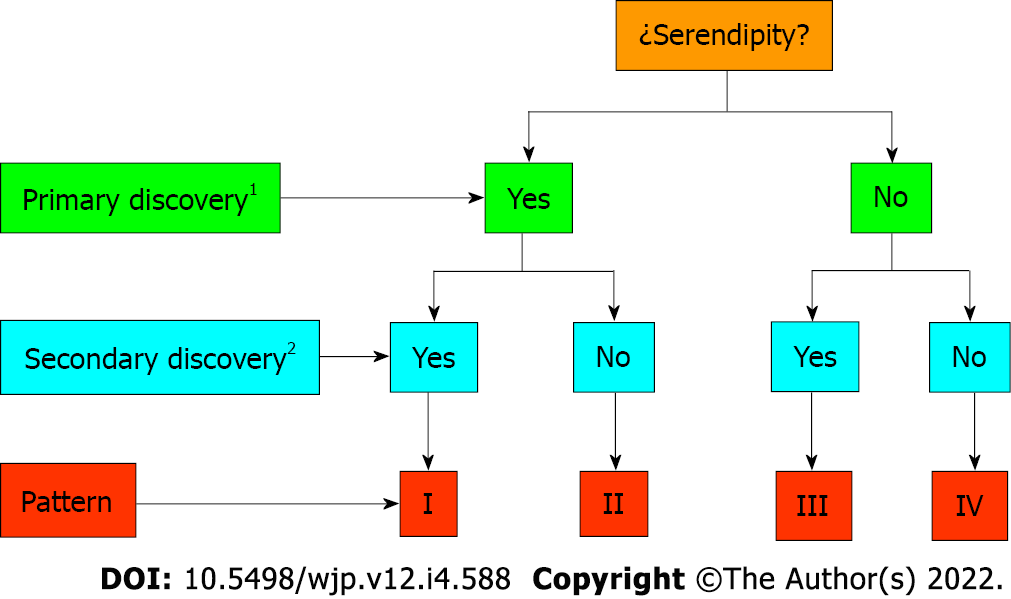 ¿Serendipity?
Primary discovery1
Yes
No
Secondary discovery2
Yes
No
Yes
No
Pattern
I
II
III
IV
DOI: 10.5498/wjp.v12.i4.588 Copyright ©The Author(s) 2022.